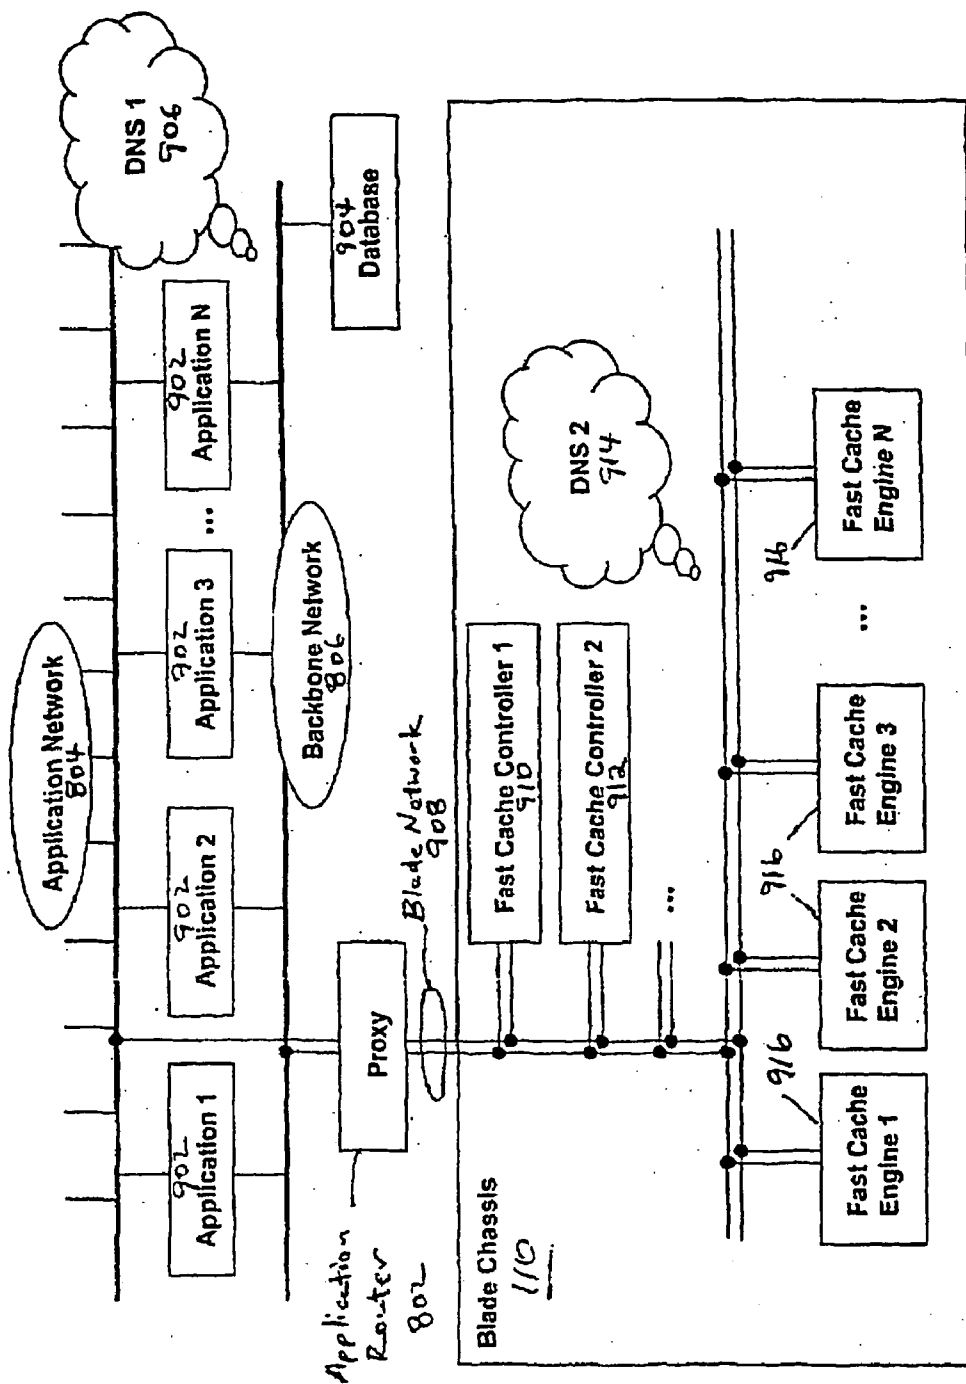 Application Network
804
DNS 1
906
902
Application 1
902
Application 2
902
Application 3
...
902
Application N
Backbone Network
806
904
Database
Application
Router
802
Proxy
Blade Network
908
Blade Chassis
110
Fast Cache Controller 1
910
Fast Cache Controller 2
912
...
DNS 2
914
916
Fast Cache
Engine 1
916
Fast Cache
Engine 2
916
Fast Cache
Engine 3
...
916
Fast Cache
Engine N